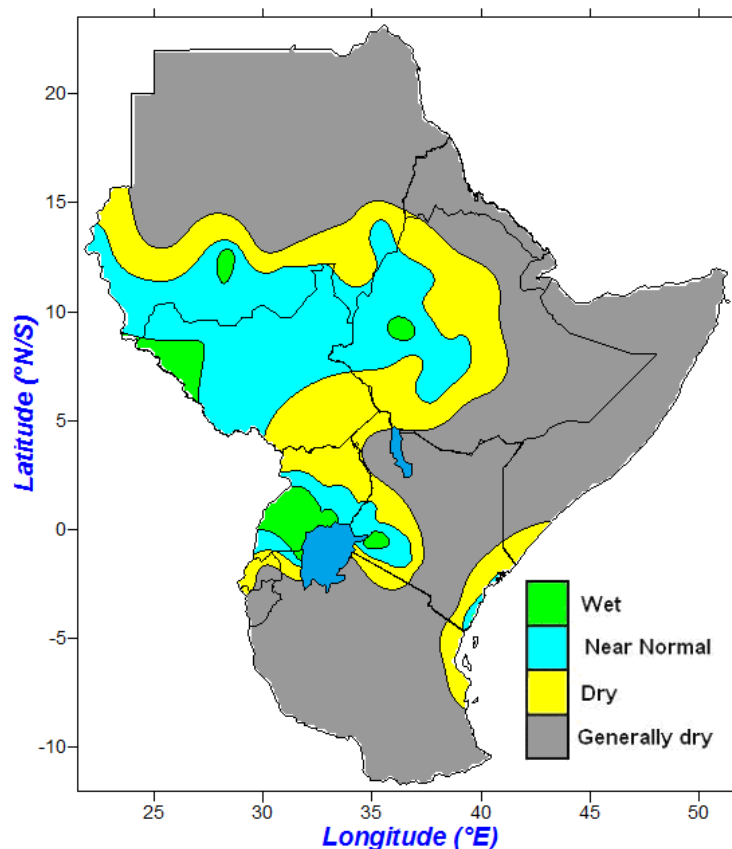 20
15
10
5
0
-5
-10
Latitude (°N/S)
Wet
Near Normal
Dry
Generally dry
25 30 35 40 45 50
Longitude (°E)